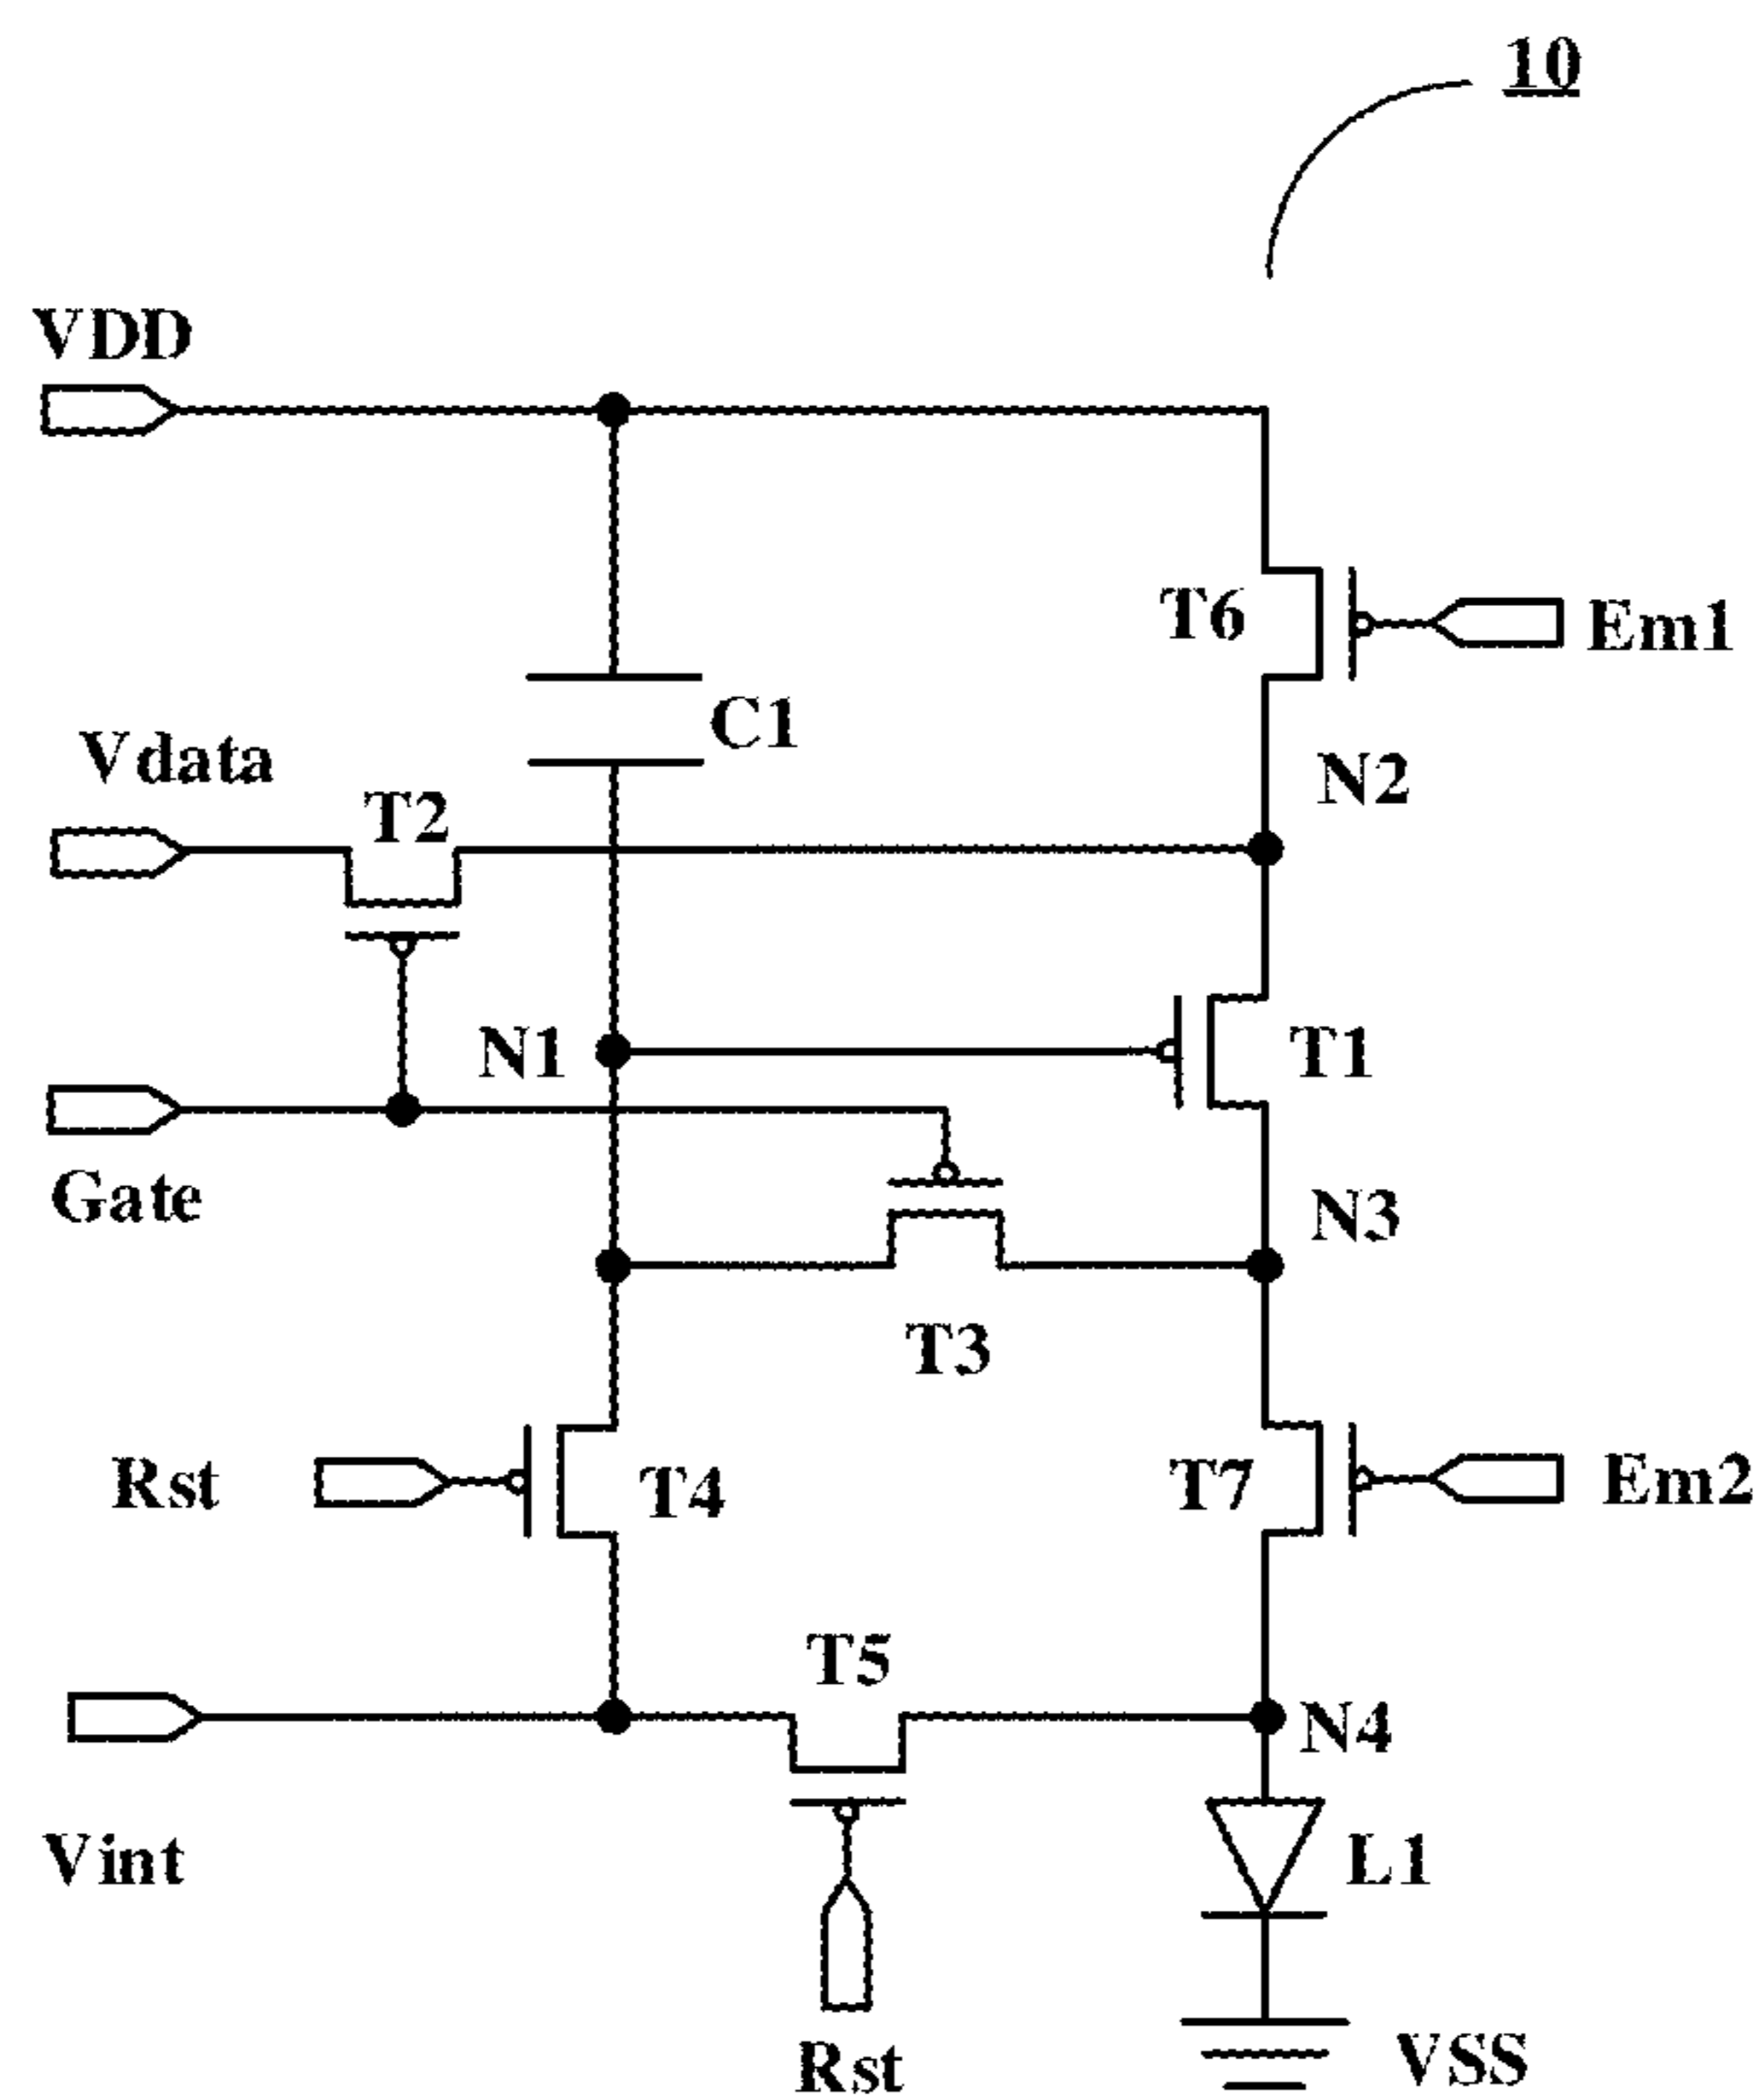 10
VDD
T6
Em1
C1
N2
Vdata
T2
N1
T1
Gate
N3
T3
Rst
T4
T7
Em2
T5
N4
Vint
L1
Rst
VSS